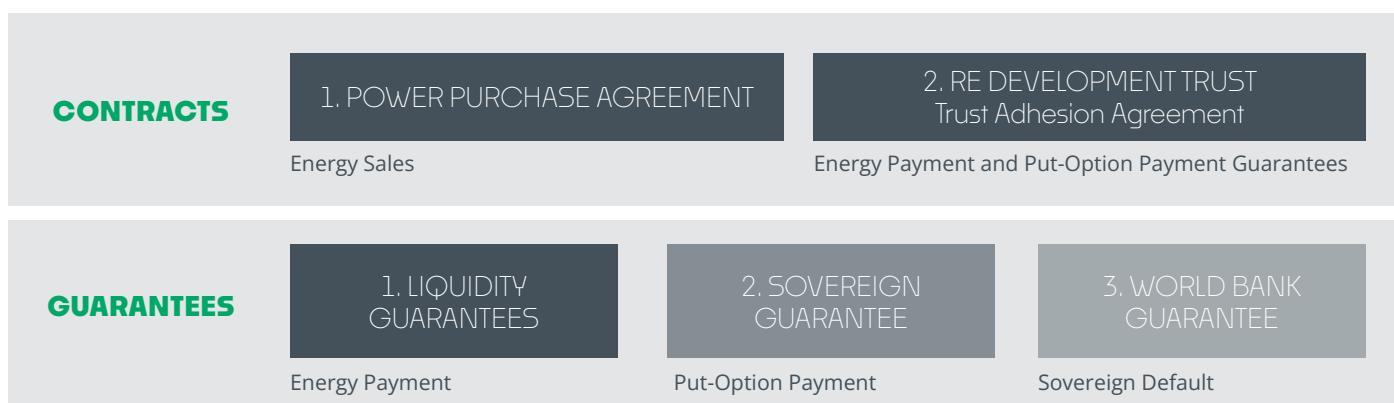 CONTRACTS
1. POWER PURCHASE AGREEMENT
2. RE DEVELOPMENT TRUST
Trust Adhesion Agreement
Energy Sales
Energy Payment and Put-Option Payment Guarantees
GUARANTEES
1. LIQUIDITY
GUARANTEES
2. SOVEREIGN
GUARANTEE
3. WORLD BANK
GUARANTEE
Energy Payment
Put-Option Payment
Sovereign Default